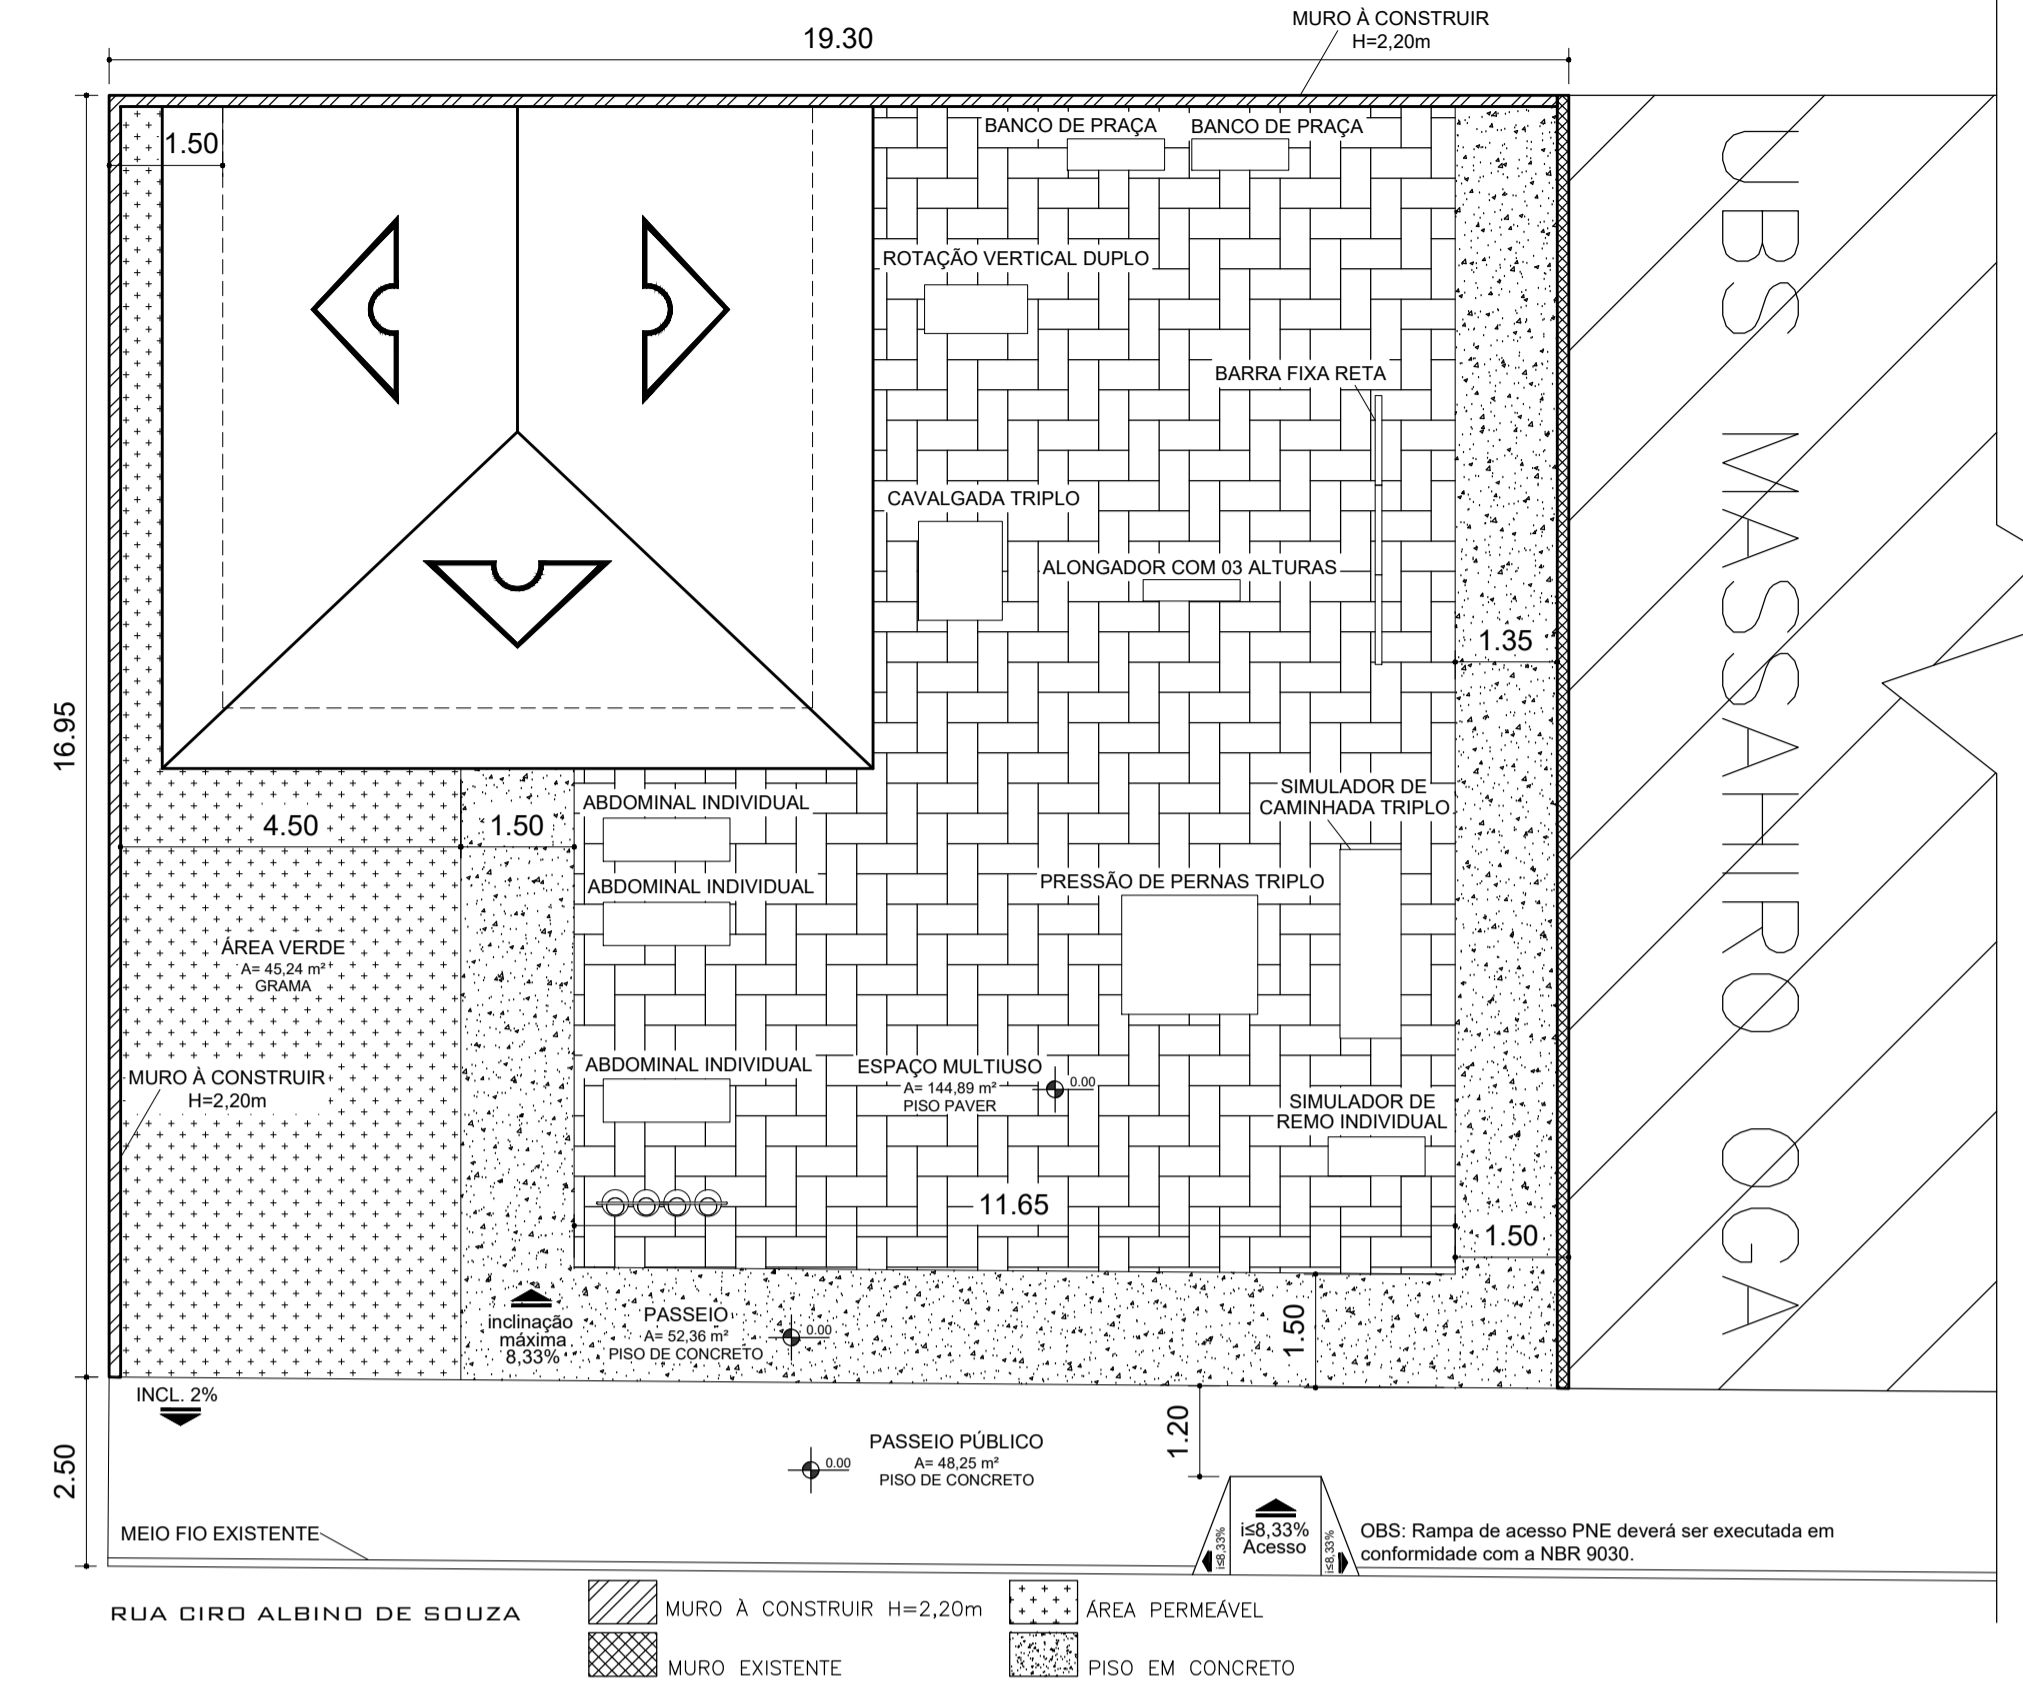 MURO À CONSTRUIR
H=2,20m
19.30
BANCO DE PRAÇA
BANCO DE PRAÇA
1.50
ROTAÇÃO VERTICAL DUPLO
BARRA FIXA RETA
CAVALGADA TRIPLO
ALONGADOR COM 03 ALTURAS
1.35
UBS MASSAHIRO OGA
16.95
SIMULADOR DE
CAMINHADA TRIPLO
ABDOMINAL INDIVIDUAL
4.50
1.50
ABDOMINAL INDIVIDUAL
PRESSÃO DE PERNAS TRIPLO
ÁREA VERDE
A= 45,24 m²
GRAMA
MURO À CONSTRUIR
H=2,20m
ABDOMINAL INDIVIDUAL
ESPAÇO MULTIUSO
A= 144,89 m²
PISO PAVER
0.00
SIMULADOR DE
REMO INDIVIDUAL
11.65
1.50
inclinação
máxima
8,33%
PASSEIO
A= 52,36 m²
PISO DE CONCRETO
0.00
1.50
INCL. 2%
2.50
1.20
PASSEIO PÚBLICO
A= 48,25 m²
PISO DE CONCRETO
0.00
MEIO FIO EXISTENTE
i≤8,33%
i≤8,33%
Acesso
i≤8,33%
OBS: Rampa de acesso PNE deverá ser executada em
conformidade com a NBR 9030.
RUA CIRO ALBINO DE SOUZA
MURO À CONSTRUIR H=2,20m
ÁREA PERMEÁVEL
MURO EXISTENTE
PISO EM CONCRETO